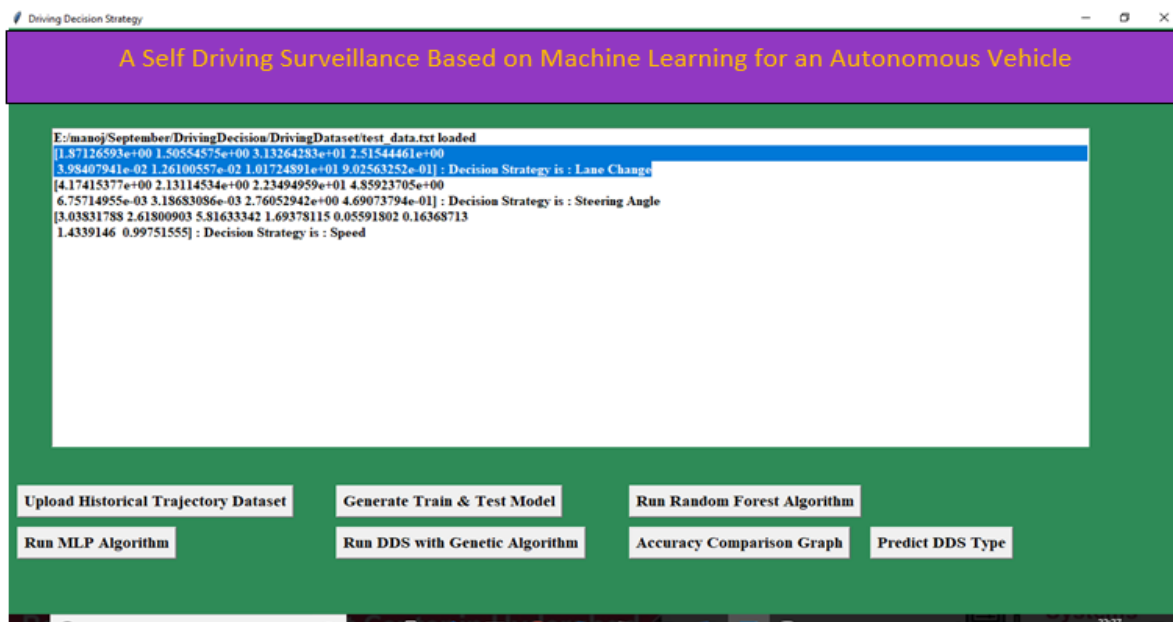 Driving Decision Strategy
A Self Driving Surveillance Based on Machine Learning for an Autonomous Vehicle
E:/manoj/September/DrivingDecision/DrivingDataset/test_data.txt loaded
[1.87126593e+00 1.50554575e+00 3.13264283e+01 2.51544461e+00
3.98407941e-02 1.26100557e-02 1.01724891e+01 9.02563252e-01] : Decision Strategy is : Lane Change
[4.17415377e+00 2.13114534e+00 2.23494959e+01 4.85923705e+00
6.75714955e-03 3.18683086e-03 2.76052942e+00 4.69073794e-01] : Decision Strategy is : Steering Angle
[3.03831788 2.61800903 5.81633342 1.69378115 0.05591802 0.16368713
1.4339146 0.99751555] : Decision Strategy is : Speed
Upload Historical Trajectory Dataset Generate Train & Test Model Run Random Forest Algorithm
Run MLP Algorithm Run DDS with Genetic Algorithm Accuracy Comparison Graph Predict DDS Type